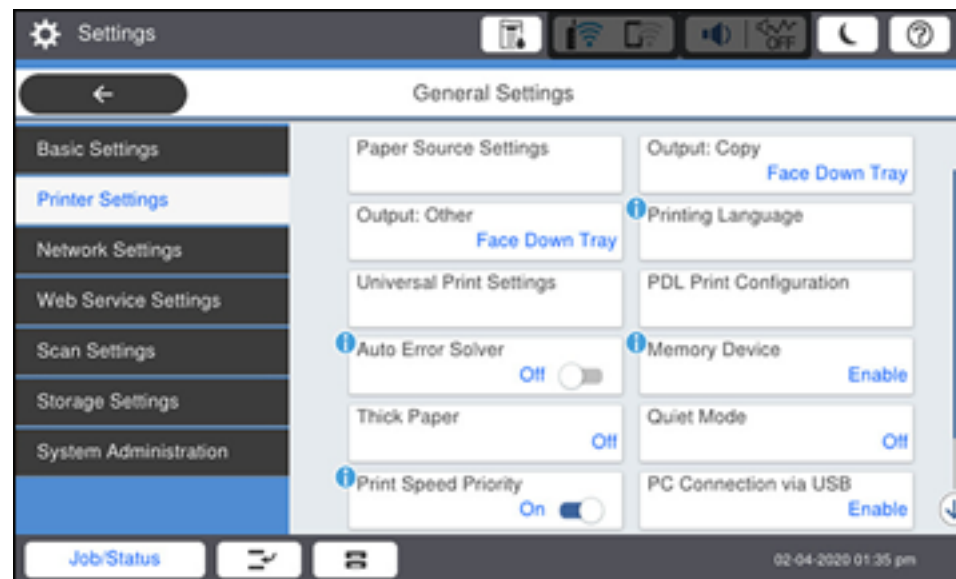 Settings
OFF
General Settings
Basic Settings
Printer Settings
Network Settings
Web Service Settings
Scan Settings
Storage Settings
System Administration
Paper Source Settings
Output: Copy
Face Down Tray
Output: Other
Face Down Tray
Printing Language
Universal Print Settings
PDL Print Configuration
Auto Error Solver
Off
Memory Device
Enable
Thick Paper
Off
Quiet Mode
Off
Print Speed Priority
On
PC Connection via USB
Enable
Job/Status
02-04-2020 01:35 pm